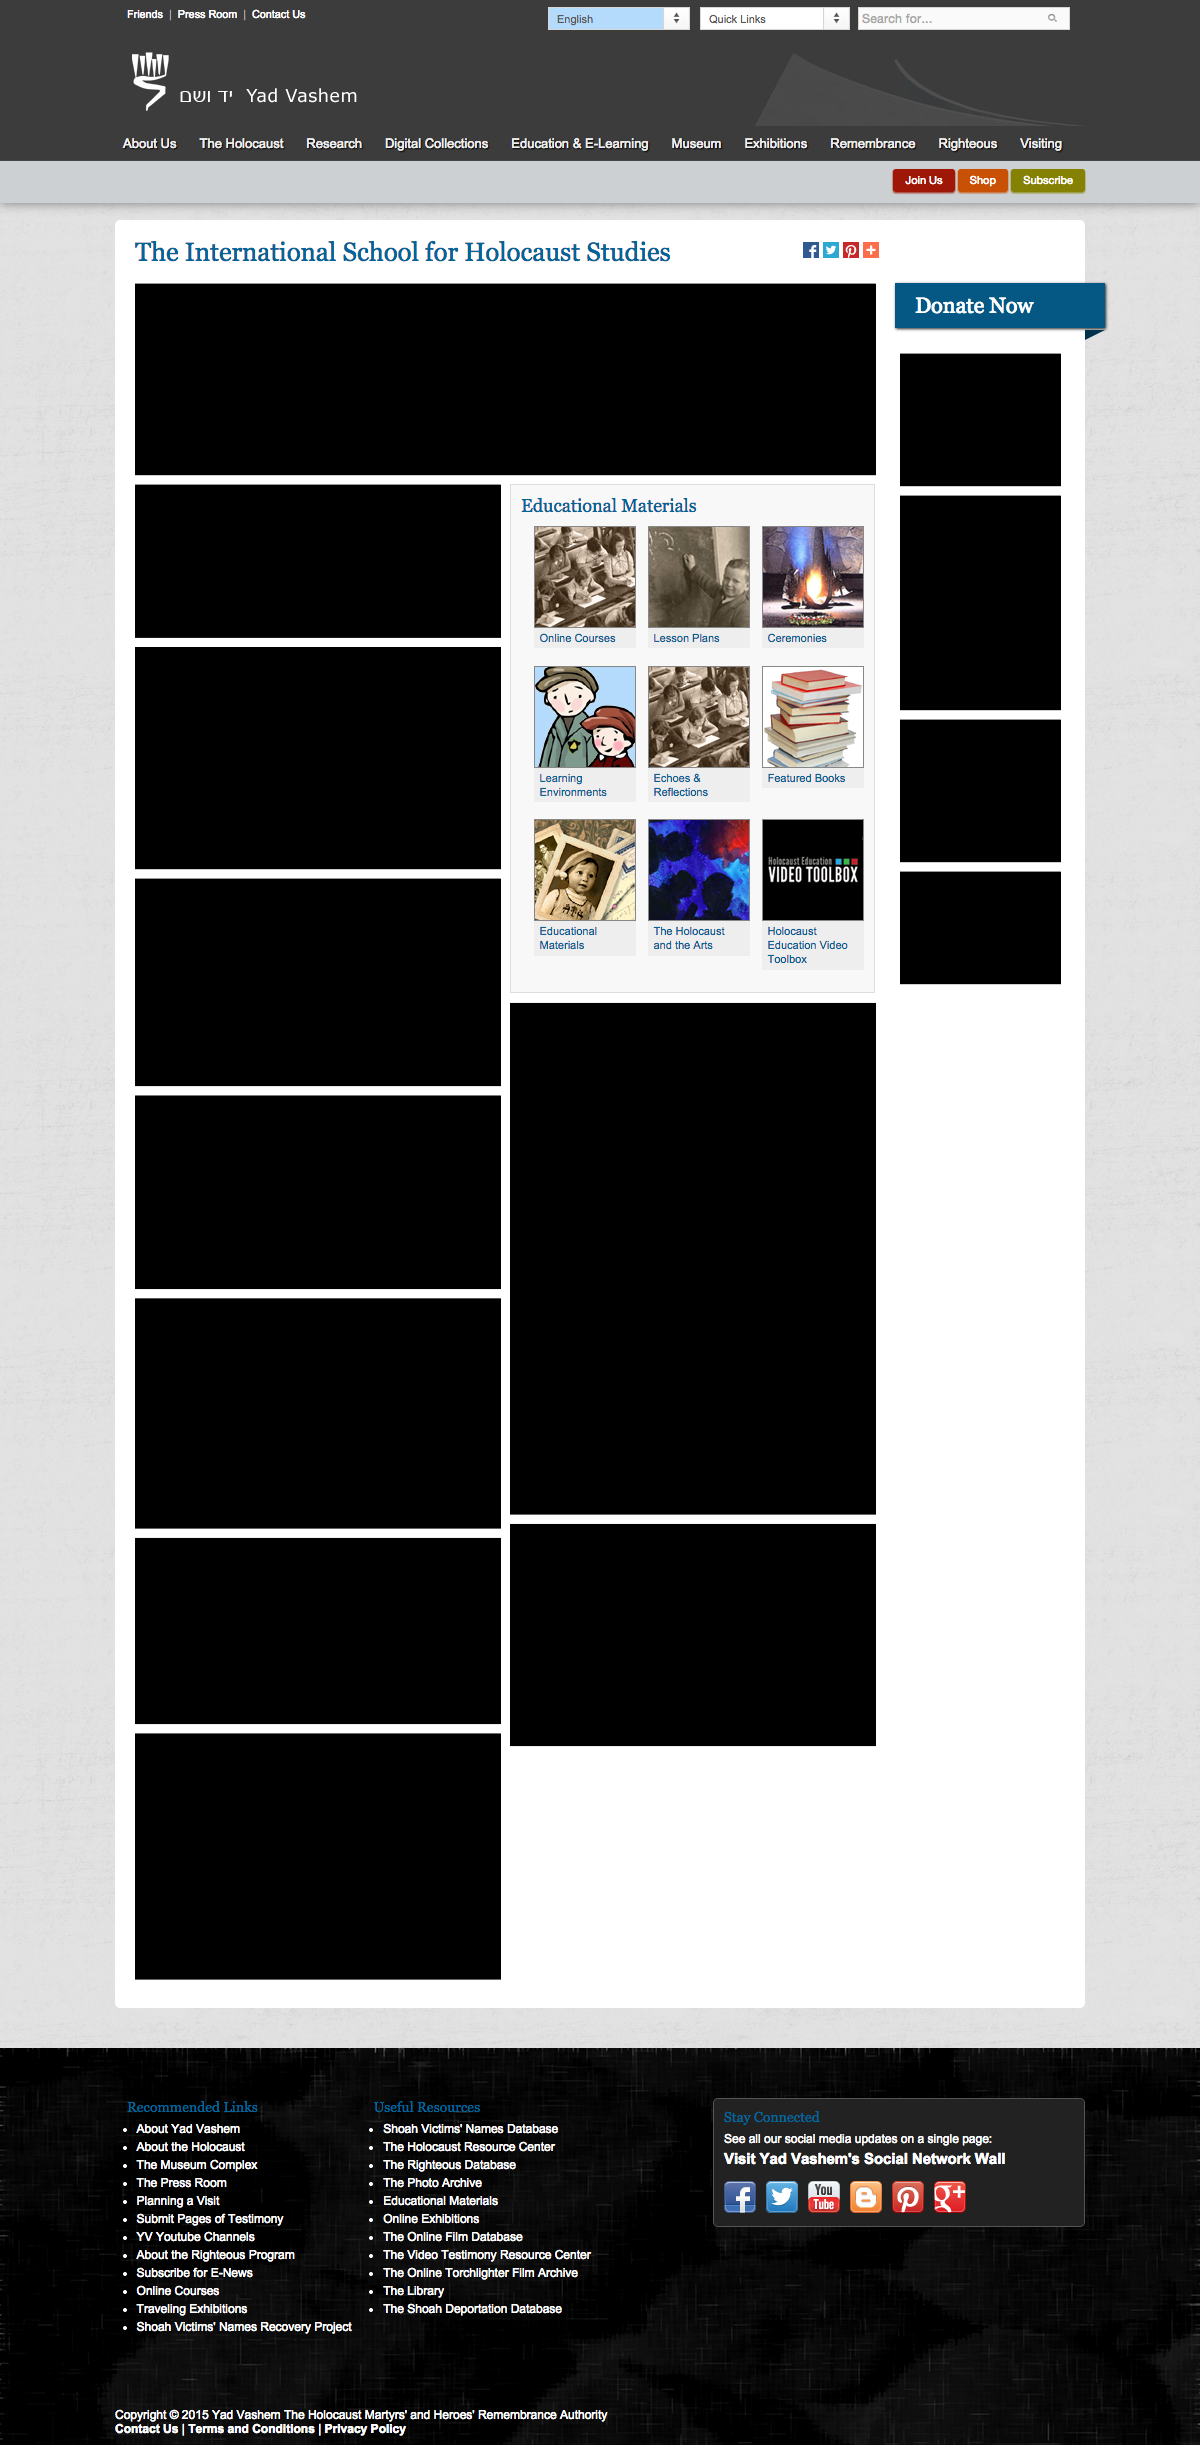 Friends | Press Room | Contact Us
English
Quick Links
Search for...
יד ושם Yad Vashem
About Us The Holocaust Research Digital Collections Education & E-Learning Museum Exhibitions Remembrance Righteous Visiting
Join Us Shop Subscribe
The International School for Holocaust Studies
Donate Now
Educational Materials
Online Courses
Lesson Plans
Ceremonies
Learning
Environments
Echoes &
Reflections
Featured Books
Holocaust Education
VIDEO TOOLBOX
Educational
Materials
The Holocaust
and the Arts
Holocaust
Education Video
Toolbox
Recommended Links
About Yad Vashem
About the Holocaust
The Museum Complex
The Press Room
Planning a Visit
Submit Pages of Testimony
YV Youtube Channels
About the Righteous Program
Subscribe for E-News
Online Courses
Traveling Exhibitions
Shoah Victims' Names Recovery Project
Useful Resources
Shoah Victims' Names Database
The Holocaust Resource Center
The Righteous Database
The Photo Archive
Educational Materials
Online Exhibitions
The Online Film Database
The Video Testimony Resource Center
The Online Torchlighter Film Archive
The Library
The Shoah Deportation Database
Stay Connected
See all our social media updates on a single page:
Visit Yad Vashem's Social Network Wall
You
Tube
Copyright © 2015 Yad Vashem The Holocaust Martyrs' and Heroes' Remembrance Authority
Contact Us | Terms and Conditions | Privacy Policy